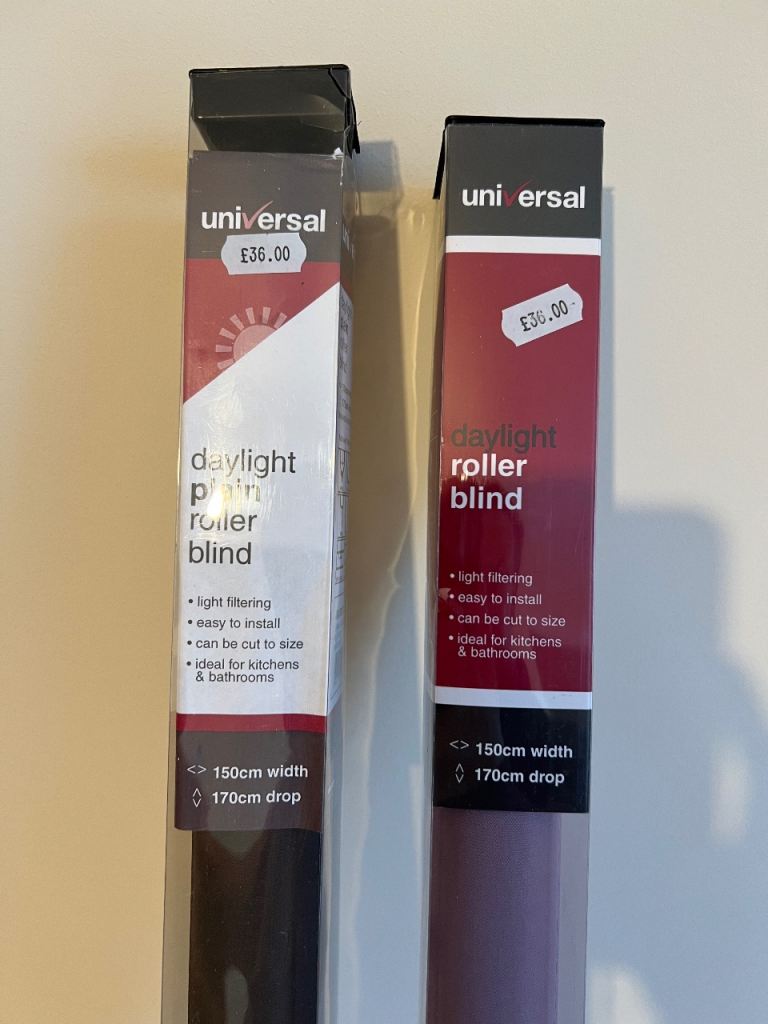 universal
£36.00
daylight
plain
roller
blind
• light filtering
• easy to install
• can be cut to size
• ideal for kitchens
& bathrooms
<> 150cm width
170cm drop
universal
£36.00
daylight
roller
blind
• light filtering
• easy to install
• can be cut to size
• ideal for kitchens
& bathrooms
<> 150cm width
170cm drop